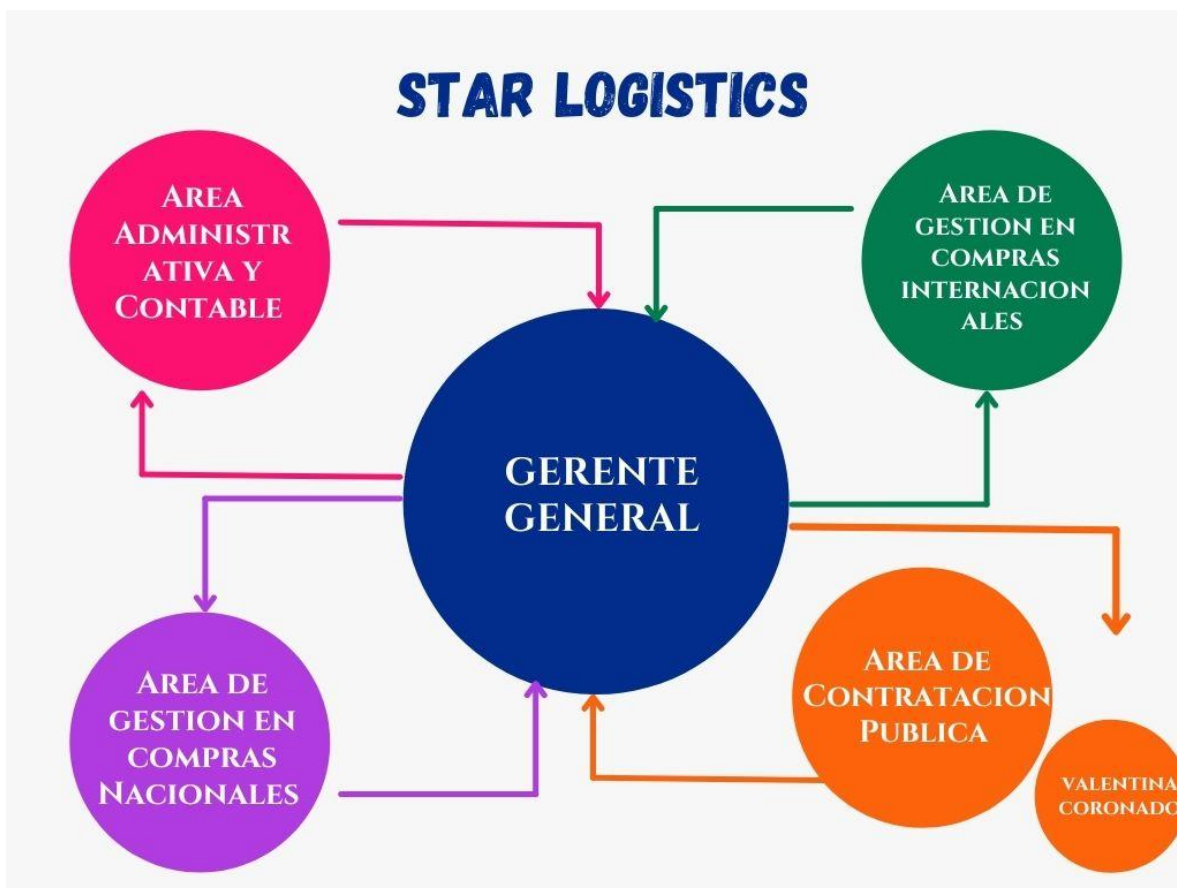 STAR LOGISTICS
AREA
ADMINISTR
ATIVA Y
CONTABLE
AREA DE
GESTION EN
COMPRAS
INTERNACION
ALES
GERENTE
GENERAL
AREA DE
GESTION EN
COMPRAS
NACIONALES
AREA DE
CONTRATACION
PUBLICA
VALENTINA
CORONADO